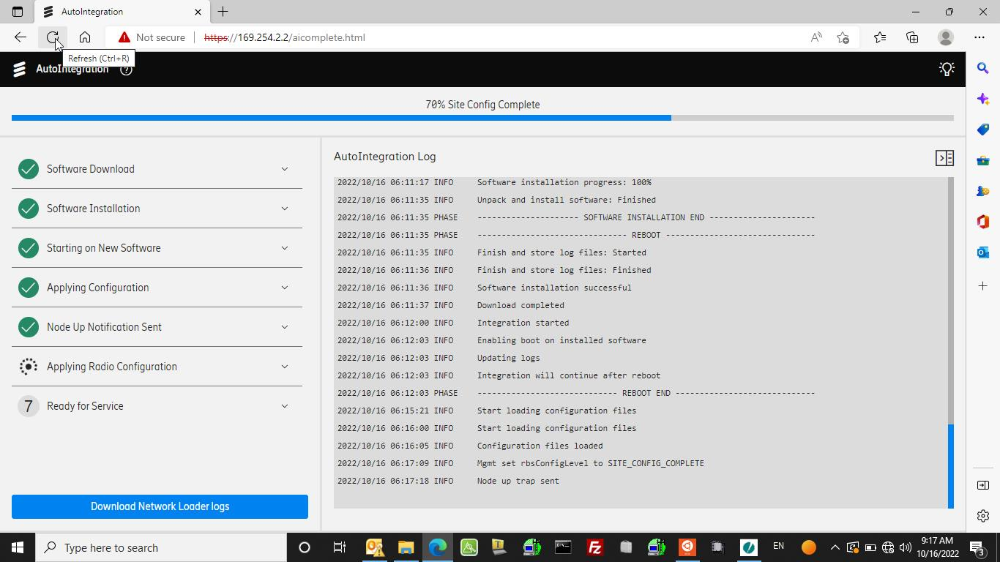 AutoIntegration
Not secure
https://169.254.2.2/aicomplete.html
Refresh (Ctrl+R)
AutoIntegration
70% Site Config Complete
Software Download
Software Installation
Starting on New Software
Applying Configuration
Node Up Notification Sent
Applying Radio Configuration
7 Ready for Service
Download Network Loader logs
AutoIntegration Log
2022/10/16 06:11:17 INFO Software installation progress: 100%
2022/10/16 06:11:35 INFO Unpack and install software: Finished
2022/10/16 06:11:35 PHASE --------------------- SOFTWARE INSTALLATION END ----------------------
2022/10/16 06:11:35 PHASE ------------------------------- REBOOT -------------------------------
2022/10/16 06:11:35 INFO Finish and store log files: Started
2022/10/16 06:11:36 INFO Finish and store log files: Finished
2022/10/16 06:11:36 INFO Software installation successful
2022/10/16 06:11:37 INFO Download completed
2022/10/16 06:12:00 INFO Integration started
2022/10/16 06:12:03 INFO Enabling boot on installed software
2022/10/16 06:12:03 INFO Updating logs
2022/10/16 06:12:03 INFO Integration will continue after reboot
2022/10/16 06:12:03 PHASE ----------------------------- REBOOT END -----------------------------
2022/10/16 06:15:21 INFO Start loading configuration files
2022/10/16 06:16:00 INFO Start loading configuration files
2022/10/16 06:16:05 INFO Configuration files loaded
2022/10/16 06:17:09 INFO Mgmt set rbsConfigLevel to SITE_CONFIG_COMPLETE
2022/10/16 06:17:18 INFO Node up trap sent
Type here to search
EN
9:17 AM
10/16/2022
3